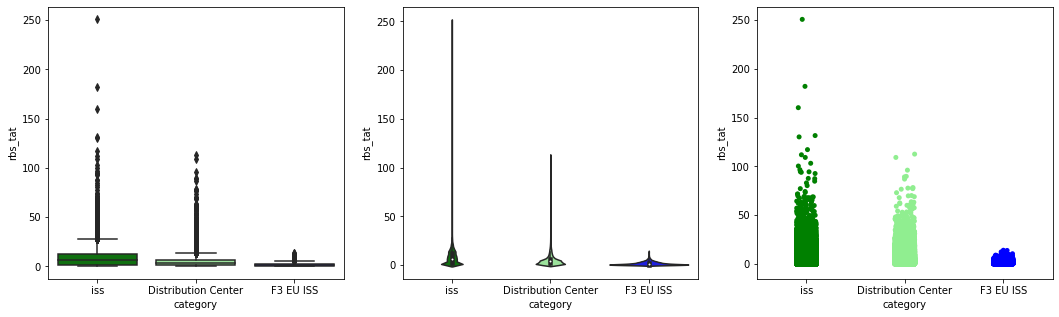 250
200
150
100
50
0
rbs_tat
iss
Distribution Center
F3 EU ISS
category
250
200
150
100
50
0
rbs_tat
iss
Distribution Center
F3 EU ISS
category
250
200
150
100
50
0
rbs_tat
iss
Distribution Center
F3 EU ISS
category